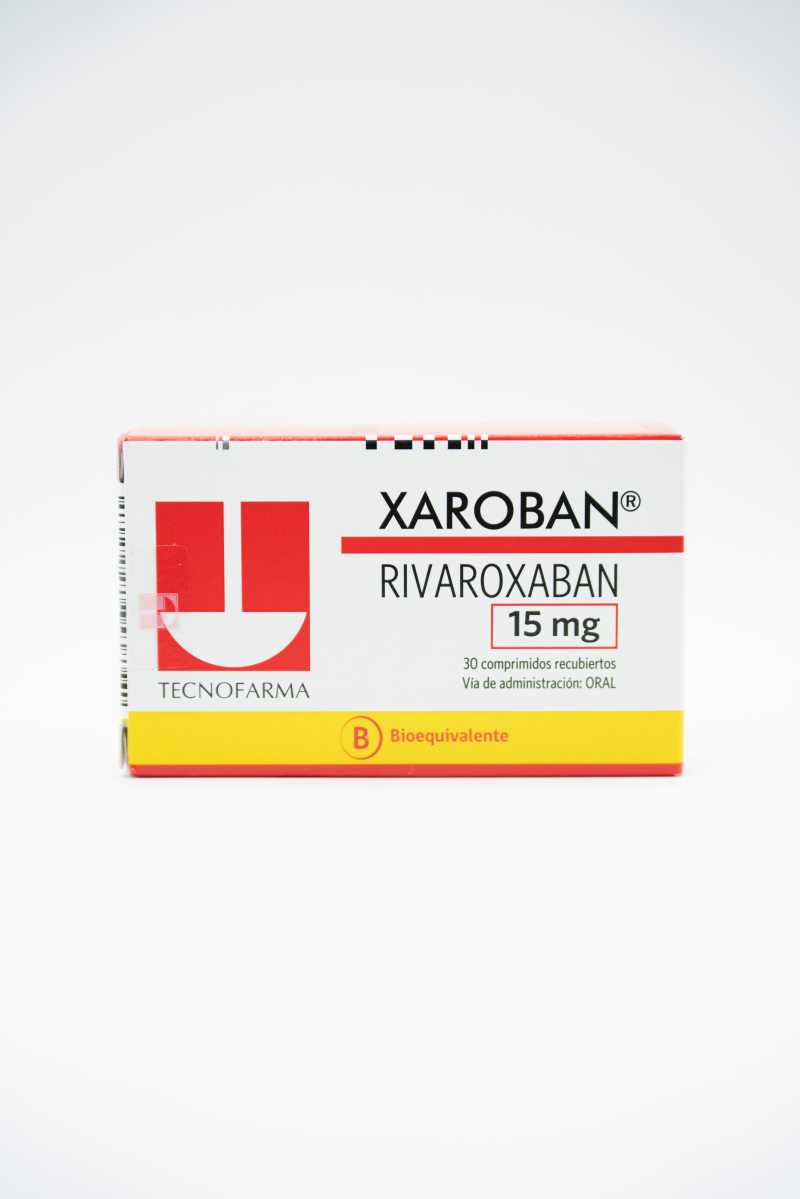 XAROBAN®
RIVAROXABAN
15 mg
30 comprimidos recubiertos
Vía de administración: ORAL
TECNOFARMA
B Bioequivalente